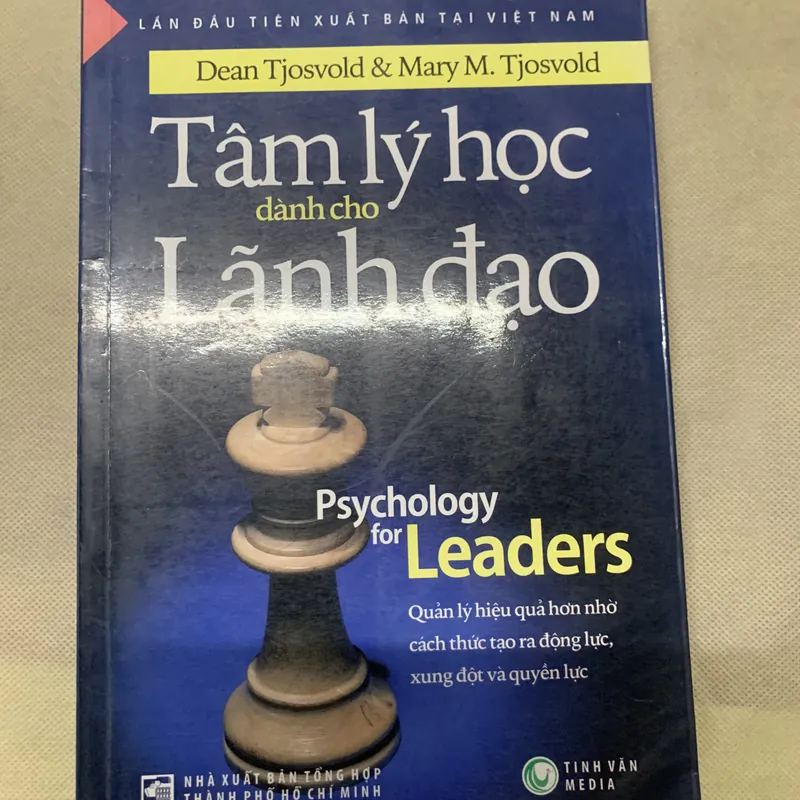 LẦN ĐẦU TIÊN XUẤT BẢN TẠI VIỆT NAM
Dean Tjosvold & Mary M. Tjosvold
Tâm lý học
dành cho
Lãnh đạo
Psychology
for Leaders
Quản lý hiệu quả hơn nhờ
cách thức tạo ra động lực,
xung đột và quyền lực
NHÀ XUẤT BẢN TỔNG HỢP
THÀNH PHỐ HỒ CHÍ MINH
TINH VĂN
MEDIA